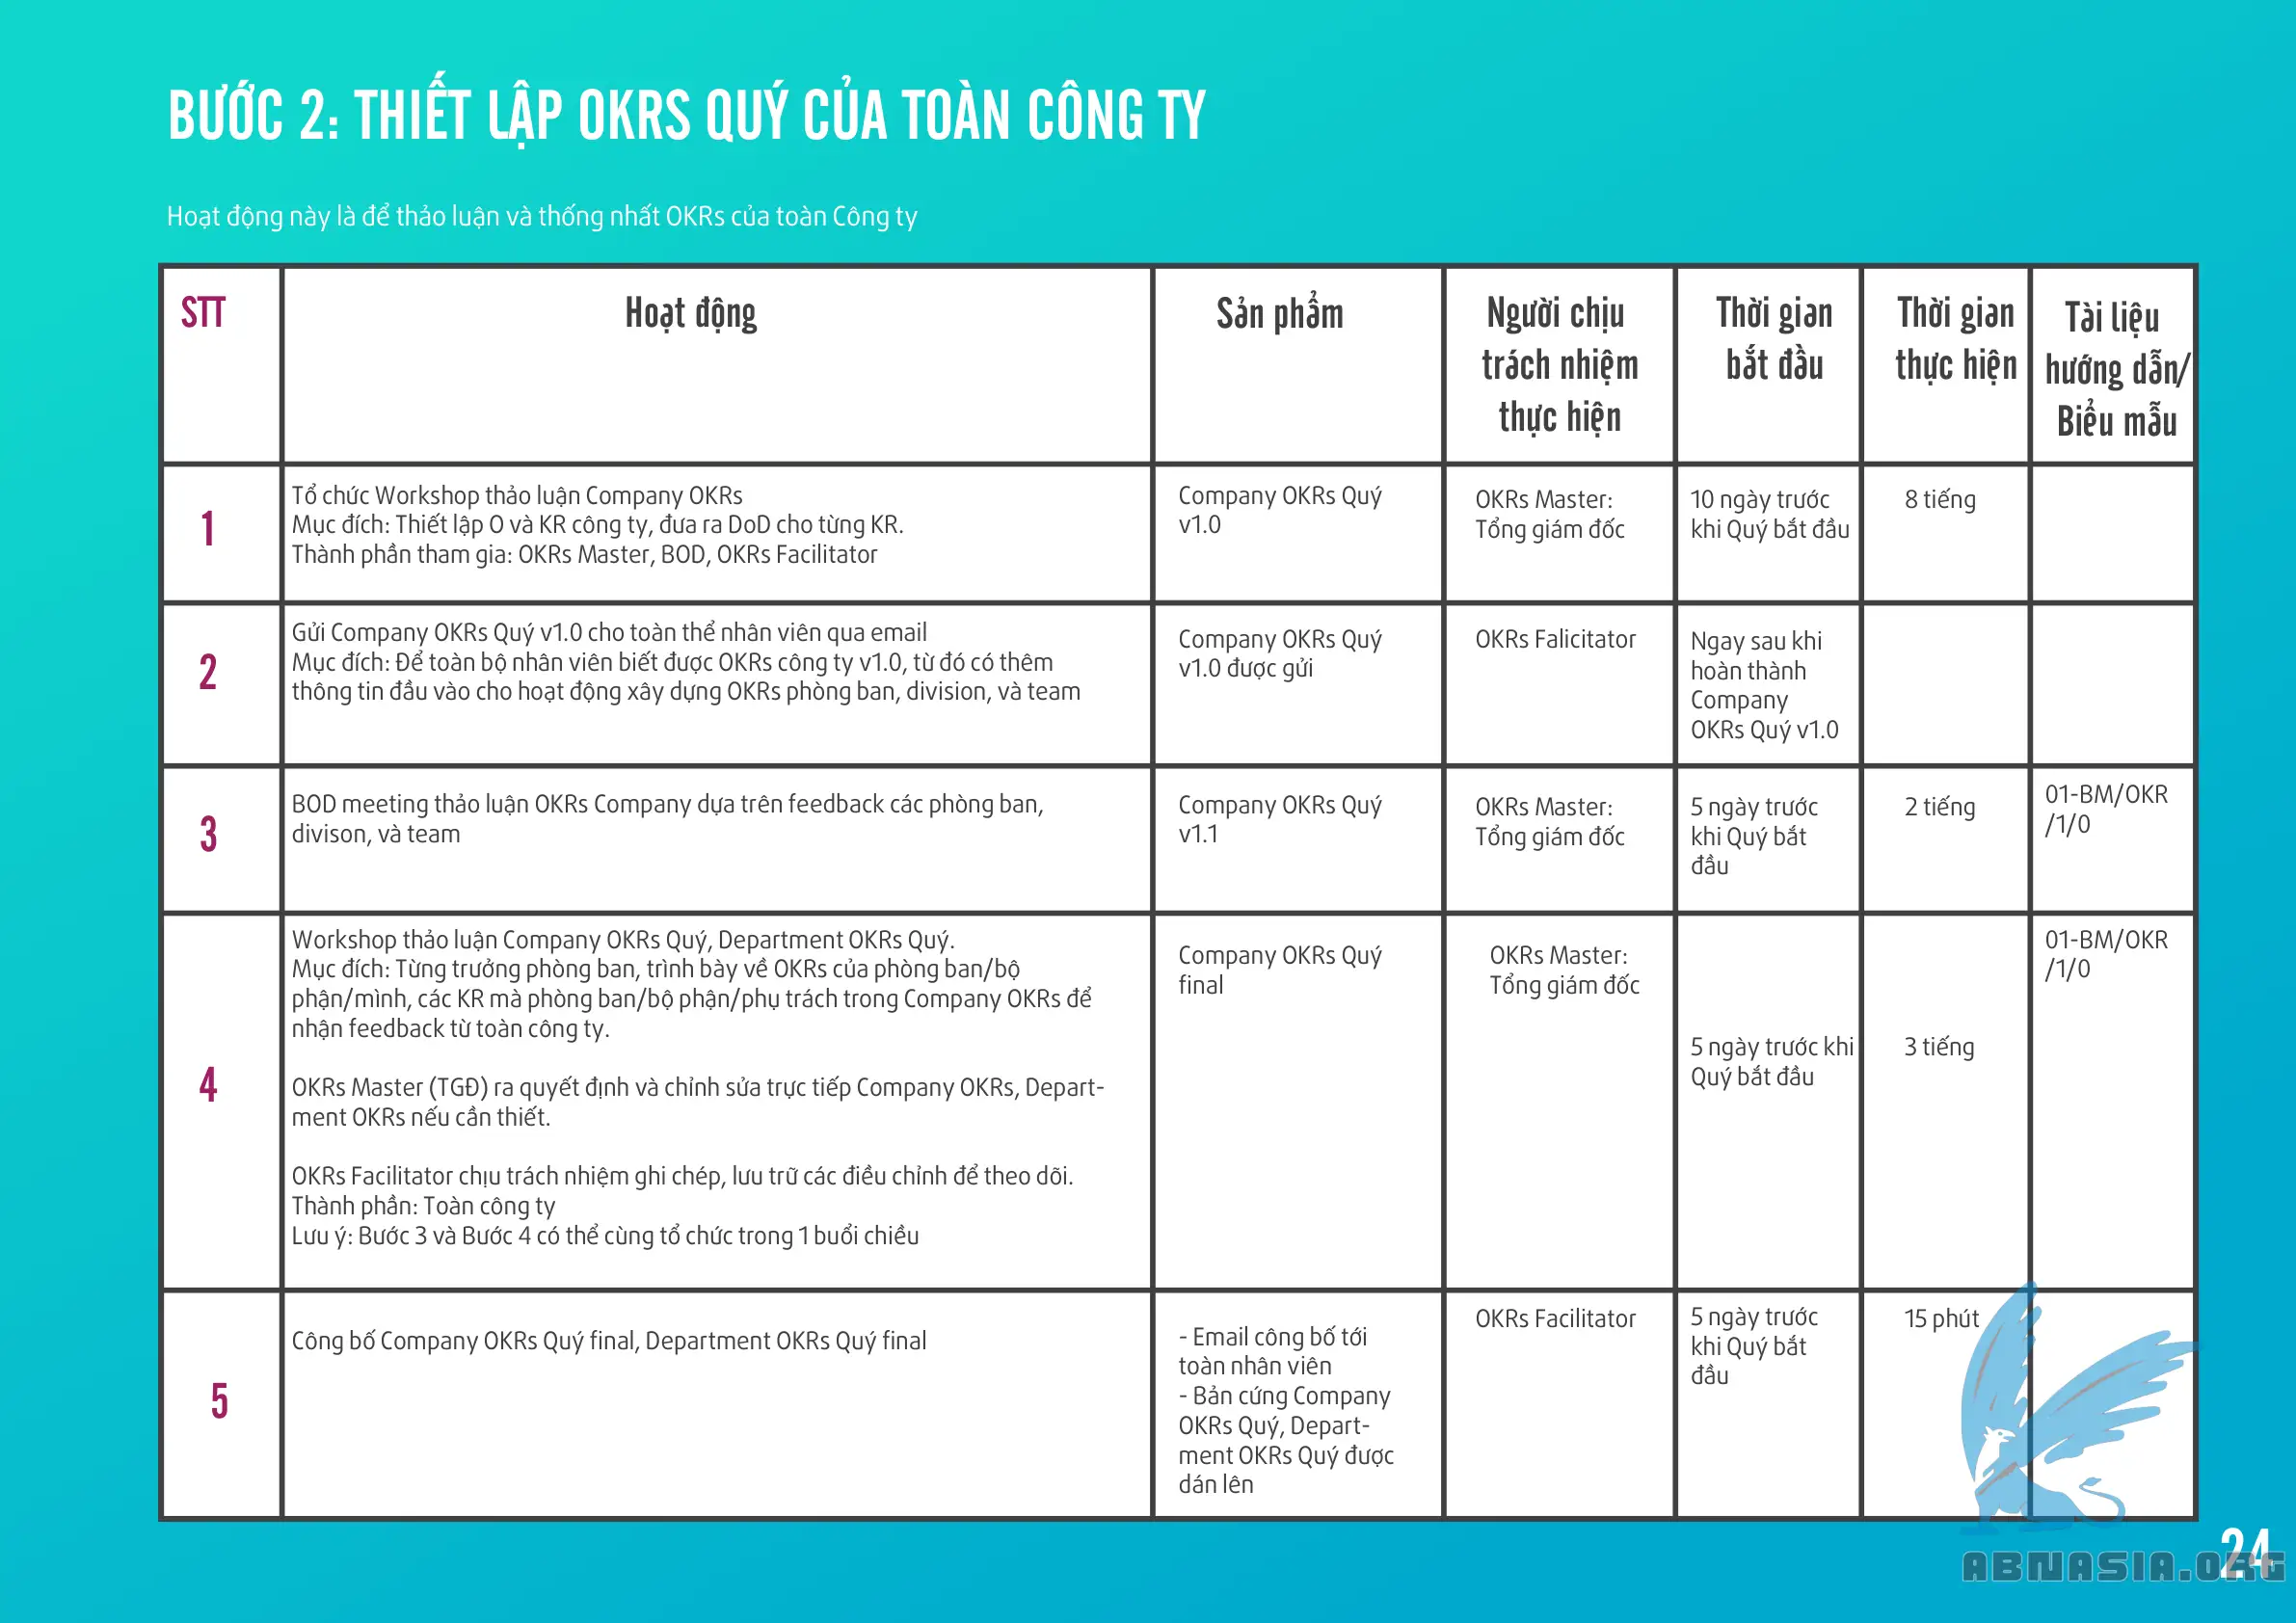 BƯỚC 2: THIẾT LẬP OKRS QUÝ CỦA TOÀN CÔNG TY
Hoạt động này là để thảo luận và thống nhất OKRs của toàn Công ty
STT
Hoạt động
Sản phẩm
Người chịu
trách nhiệm
thực hiện
Thời gian
bắt đầu
Thời gian
thực hiện
Tài liệu
hướng dẫn/
Biểu mẫu
1
Tổ chức Workshop thảo luận Company OKRs
Mục đích: Thiết lập O và KR công ty, đưa ra DoD cho từng KR.
Thành phần tham gia: OKRs Master, BOD, OKRs Facilitator
Company OKRs Quý
v1.0
OKRs Master:
Tổng giám đốc
10 ngày trước
khi Quý bắt đầu
8 tiếng
2
Gửi Company OKRs Quý v1.0 cho toàn thể nhân viên qua email
Mục đích: Để toàn bộ nhân viên biết được OKRs công ty v1.0, từ đó có thêm
thông tin đầu vào cho hoạt động xây dựng OKRs phòng ban, division, và team
Company OKRs Quý
v1.0 được gửi
OKRs Falicitator
Ngay sau khi
hoàn thành
Company
OKRs Quý v1.0
3
BOD meeting thảo luận OKRs Company dựa trên feedback các phòng ban,
divison, và team
Company OKRs Quý
v1.1
OKRs Master:
Tổng giám đốc
5 ngày trước
khi Quý bắt
đầu
2 tiếng
01-BM/OKR
/1/0
4
Workshop thảo luận Company OKRs Quý, Department OKRs Quý.
Mục đích: Từng trưởng phòng ban, trình bày về OKRs của phòng ban/bộ
phận/mình, các KR mà phòng ban/bộ phận/phụ trách trong Company OKRs để
nhận feedback từ toàn công ty.
OKRs Master (TGĐ) ra quyết định và chỉnh sửa trực tiếp Company OKRs, Depart-
ment OKRs nếu cần thiết.
OKRs Facilitator chịu trách nhiệm ghi chép, lưu trữ các điều chỉnh để theo dõi.
Thành phần: Toàn công ty
Lưu ý: Bước 3 và Bước 4 có thể cùng tổ chức trong 1 buổi chiều
Company OKRs Quý
final
OKRs Master:
Tổng giám đốc
5 ngày trước khi
Quý bắt đầu
3 tiếng
01-BM/OKR
/1/0
5
Công bố Company OKRs Quý final, Department OKRs Quý final
- Email công bố tới
toàn nhân viên
- Bản cứng Company
OKRs Quý, Depart-
ment OKRs Quý được
dán lên
OKRs Facilitator
5 ngày trước
khi Quý bắt
đầu
15 phút
24
ABNASIA.ORG